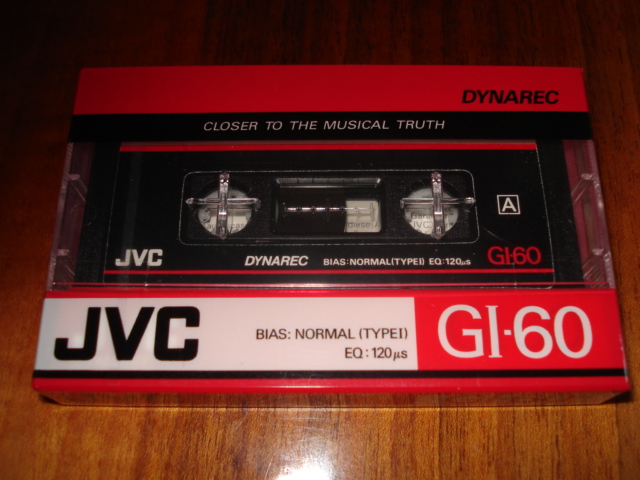 DYNAREC
CLOSER TO THE MUSICAL TRUTH
A
JVC DYNAREC BIAS: NORMAL(TYPEI) EQ: 120μs GI-60
JVC BIAS: NORMAL (TYPEI) GI-60
EQ: 120μs